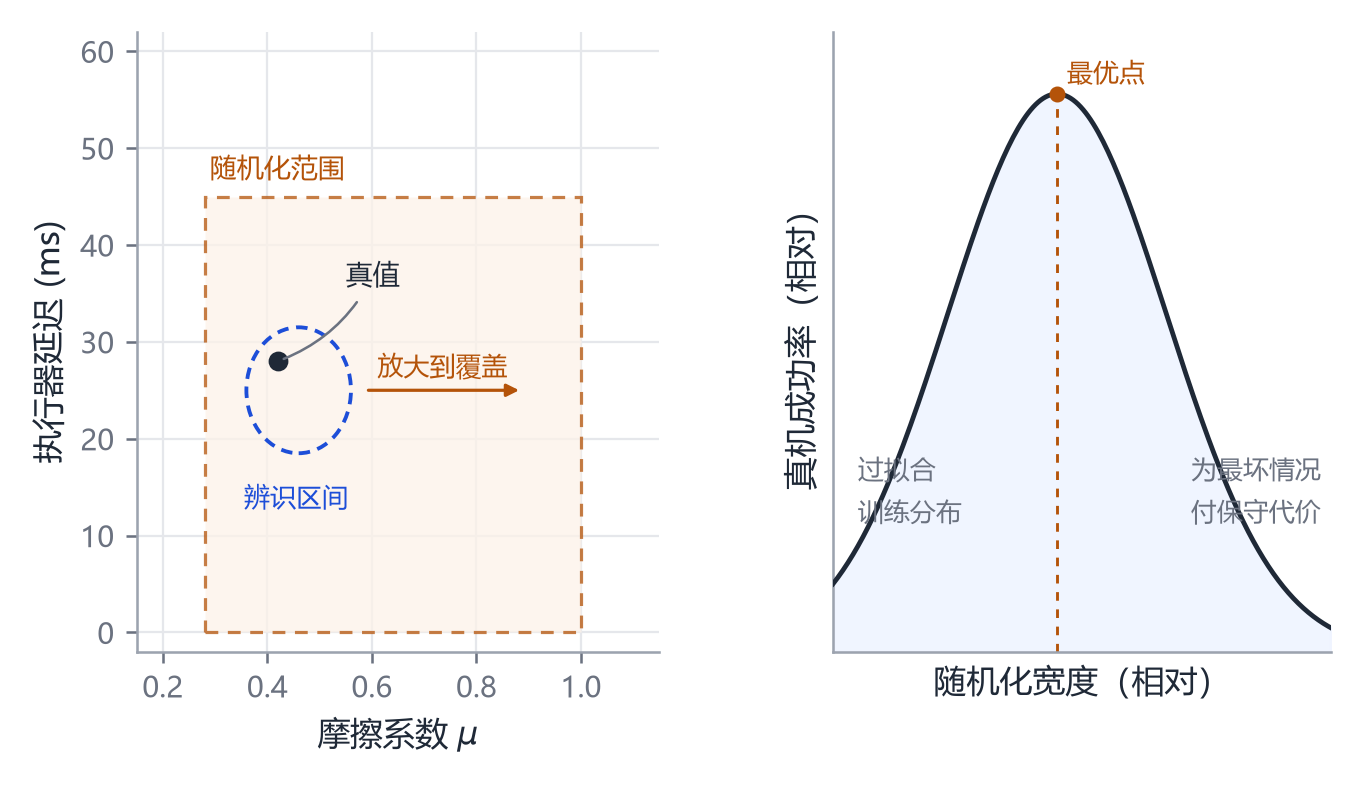 60
50
40
30
20
10
0
执行器延迟 (ms)
随机化范围
真值
放大到覆盖
辨识区间
0.2
0.4
0.6
0.8
1.0
摩擦系数 μ
最优点
真机成功率（相对）
过拟合
训练分布
为最坏情况
付保守代价
随机化宽度（相对）